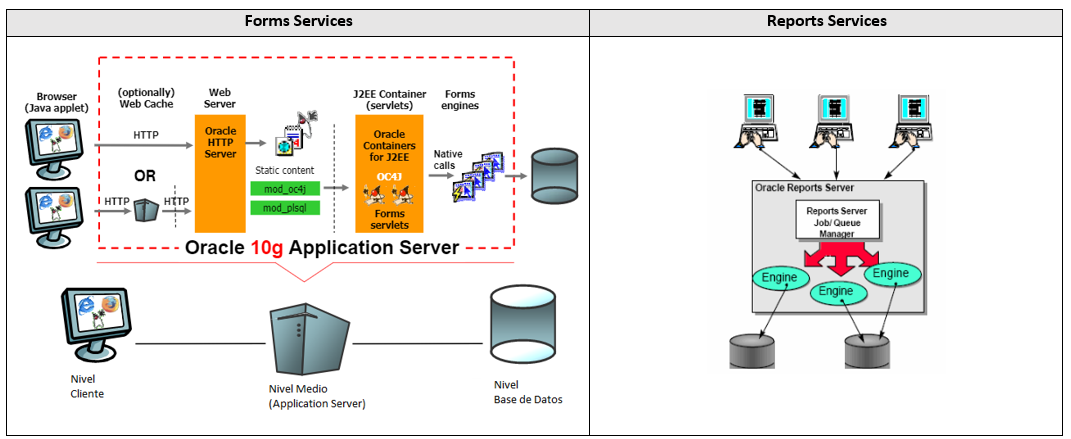 Forms Services
Reports Services
Browser
(Java applet)
(optionally)
Web Cache
Web
Server
J2EE Container
(servlets)
Forms
engines
HTTP
OR
HTTP
HTTP
Oracle
HTTP
Server
Static content
mod_oc4j
mod_plsql
Oracle
Containers
for J2EE
OC4J
Forms
servlets
Native
calls
Oracle 10g Application Server
Nivel
Cliente
Nivel Medio
(Application Server)
Nivel
Base de Datos
Oracle Reports Server
Reports Server
Job/ Queue
Manager
Engine
Engine
Engine